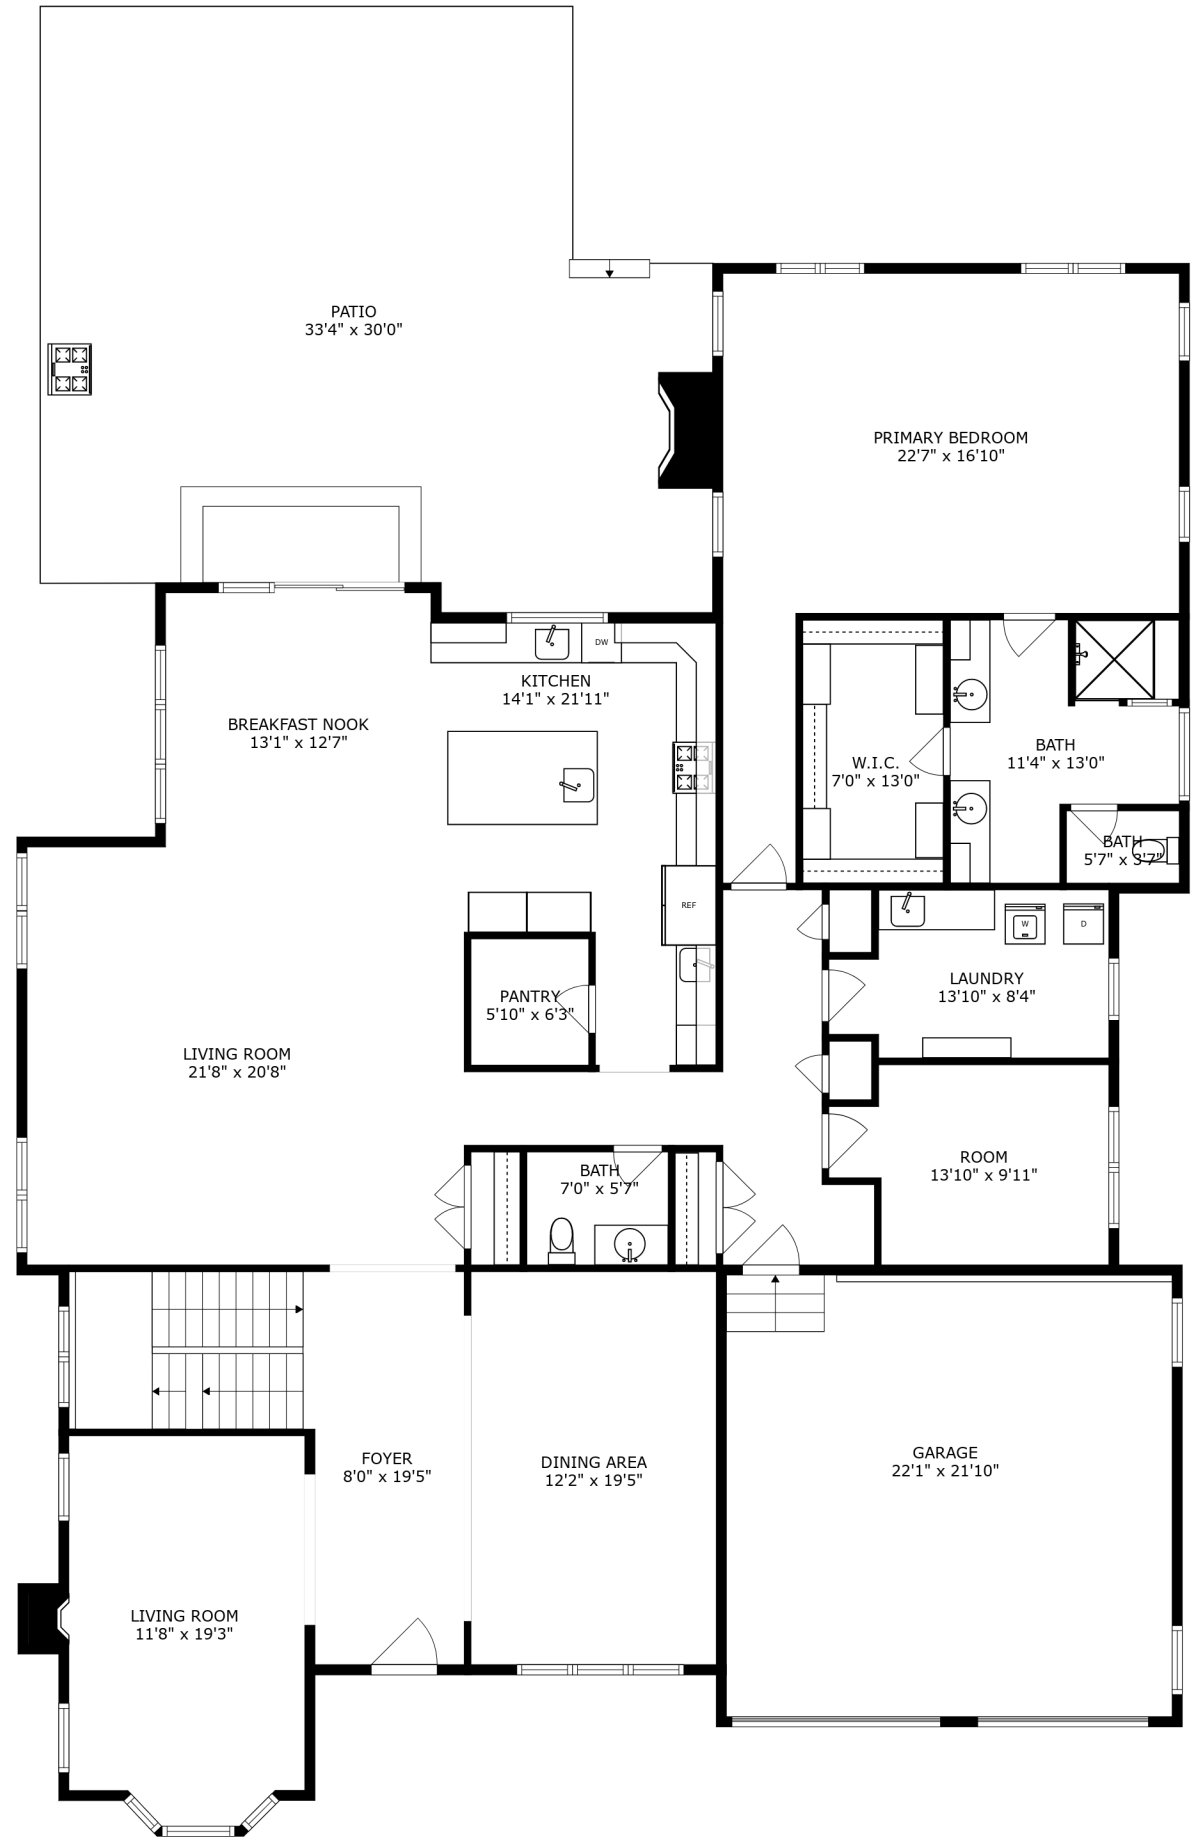 PATIO
33'4" x 30'0"
PRIMARY BEDROOM
22'7" x 16'10"
DW
KITCHEN
14'1" x 21'11"
BREAKFAST NOOK
13'1" x 12'7"
W.I.C.
7'0" x 13'0"
BATH
11'4" x 13'0"
BATH
5'7" x 3'7"
REF
W
D
LAUNDRY
13'10" x 8'4"
PANTRY
5'10" x 6'3"
LIVING ROOM
21'8" x 20'8"
BATH
7'0" x 5'7"
ROOM
13'10" x 9'11"
FOYER
8'0" x 19'5"
DINING AREA
12'2" x 19'5"
GARAGE
22'1" x 21'10"
LIVING ROOM
11'8" x 19'3"